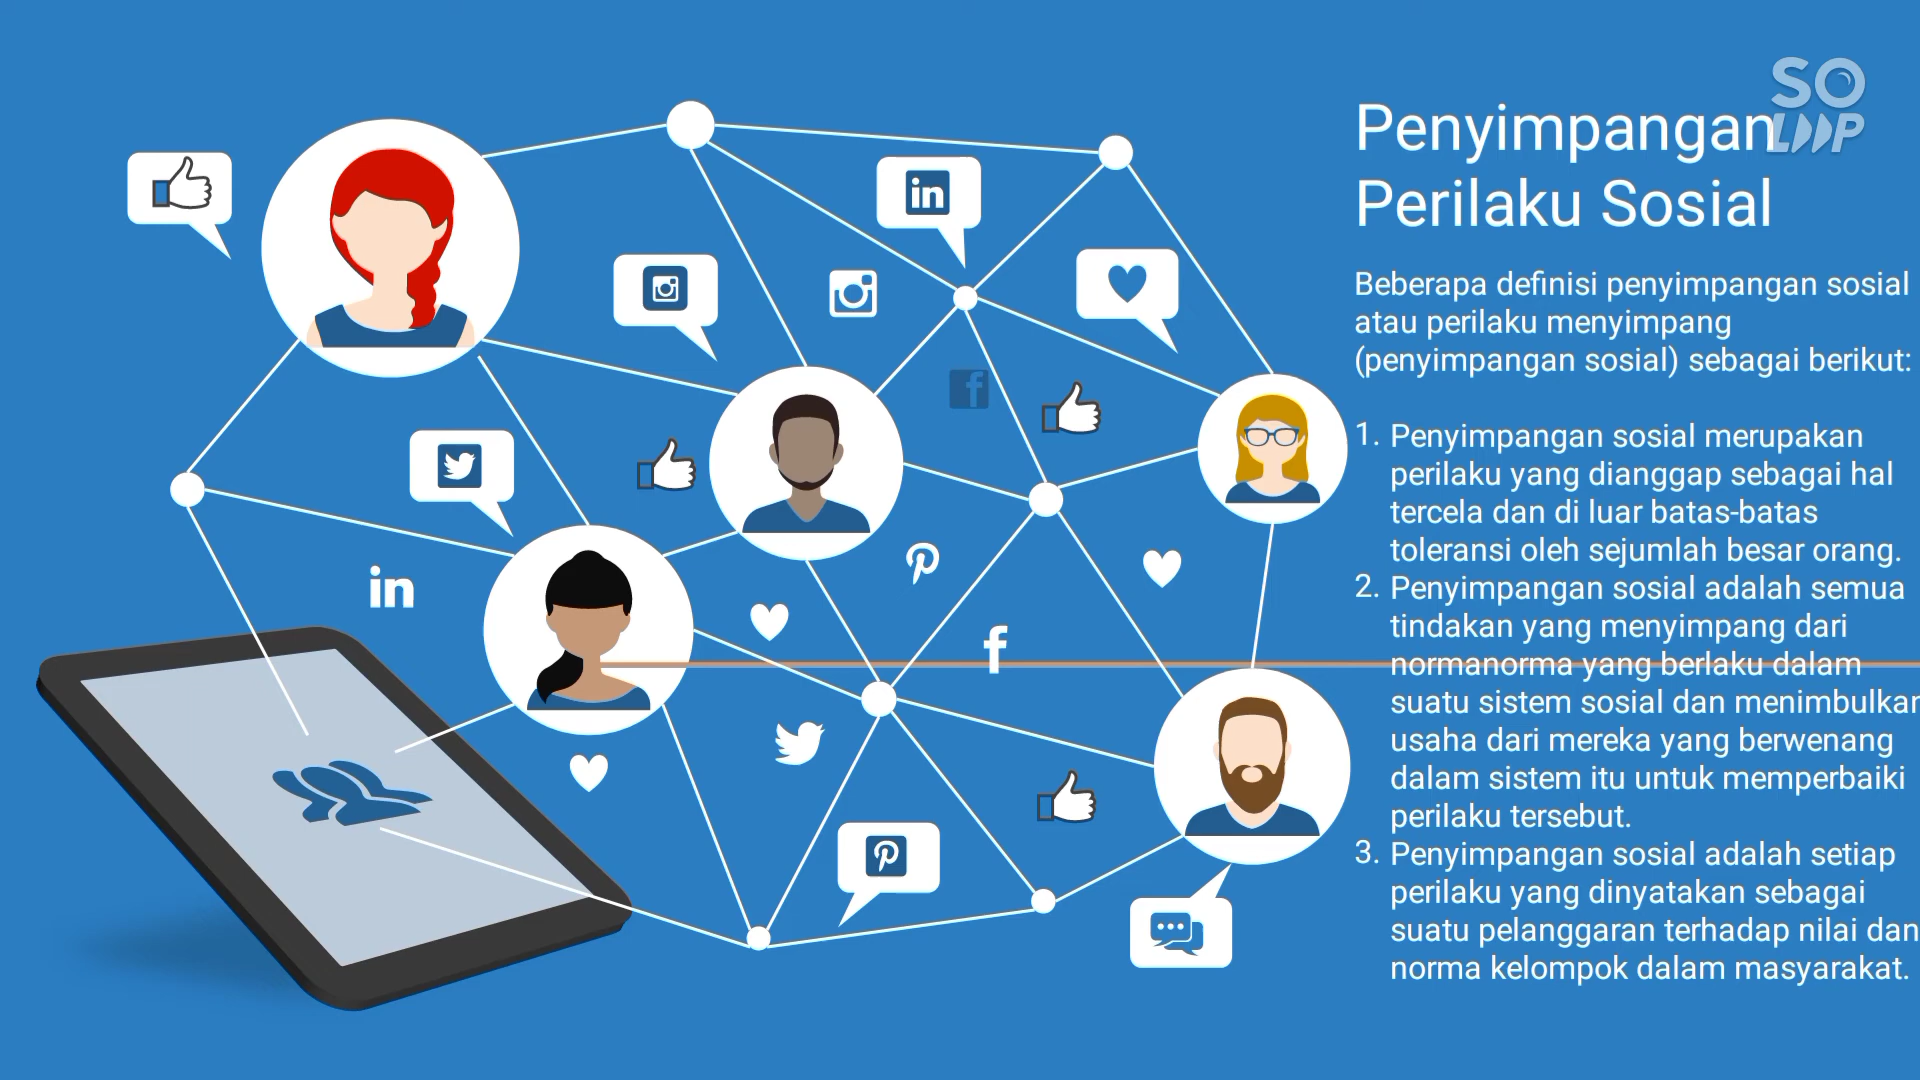 SO
LOOP
Penyimpangan
Perilaku Sosial
Beberapa definisi penyimpangan sosial
atau perilaku menyimpang
(penyimpangan sosial) sebagai berikut:
1. Penyimpangan sosial merupakan
perilaku yang dianggap sebagai hal
tercela dan di luar batas-batas
toleransi oleh sejumlah besar orang.
2. Penyimpangan sosial adalah semua
tindakan yang menyimpang dari
normanorma yang berlaku dalam
suatu sistem sosial dan menimbulkan
usaha dari mereka yang berwenang
dalam sistem itu untuk memperbaiki
perilaku tersebut.
3. Penyimpangan sosial adalah setiap
perilaku yang dinyatakan sebagai
suatu pelanggaran terhadap nilai dan
norma kelompok dalam masyarakat.
in
in
f
f